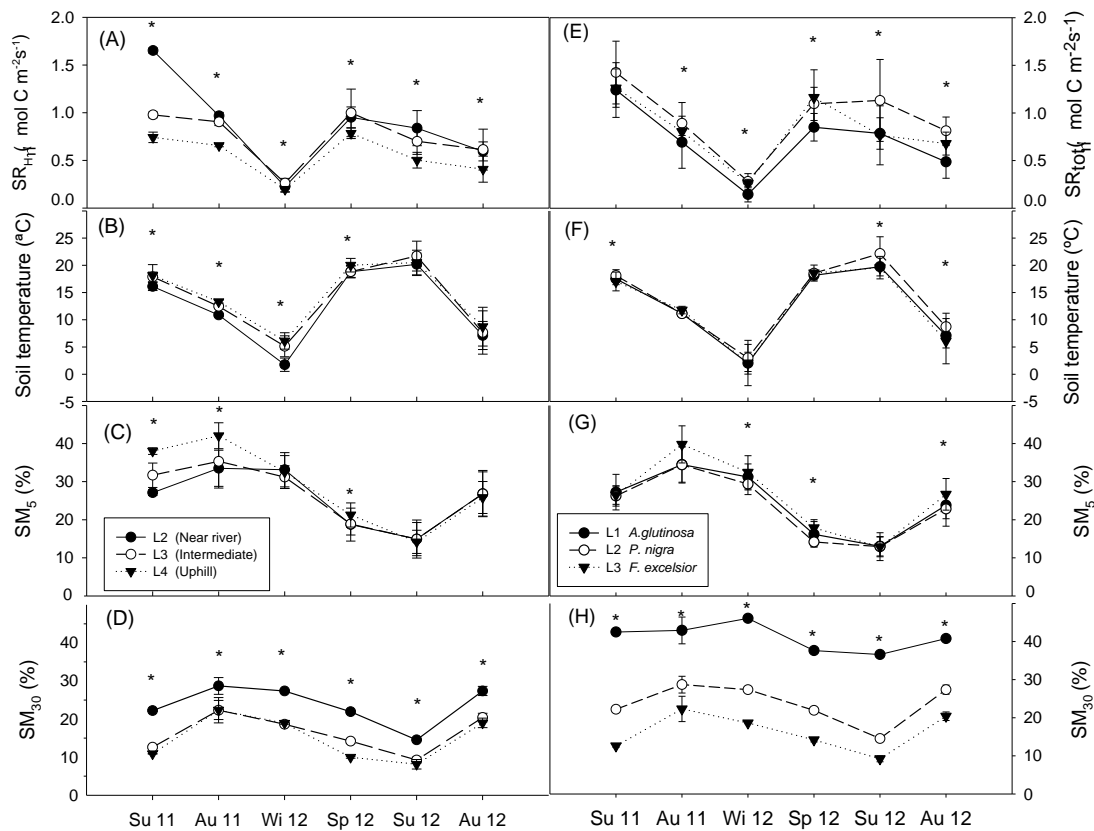 (A)
SR
mol C m-2s-1)
2.0
1.5
1.0
0.5
0.0
* * * * * *
(E)
SRtot
mol C m-2s-1)
2.0
1.5
1.0
0.5
0.0
* * * * *
(B)
Soil temperature (ªC)
25
20
15
10
5
0
-5
* * * *
(F)
Soil temperature (ºC)
25
20
15
10
5
0
-5
* * *
(C)
SM5 (%)
40
30
20
10
0
* * *
L2 (Near river)
L3 (Intermediate)
L4 (Uphill)
(G)
SM5 (%)
40
30
20
10
0
* * *
L1 A.glutinosa
L2 P. nigra
L3 F. excelsior
(D)
SM30 (%)
40
30
20
10
0
* * * * * *
(H)
SM30 (%)
40
30
20
10
0
* * * * * *
Su 11 Au 11 Wi 12 Sp 12 Su 12 Au 12
Su 11 Au 11 Wi 12 Sp 12 Su 12 Au 12